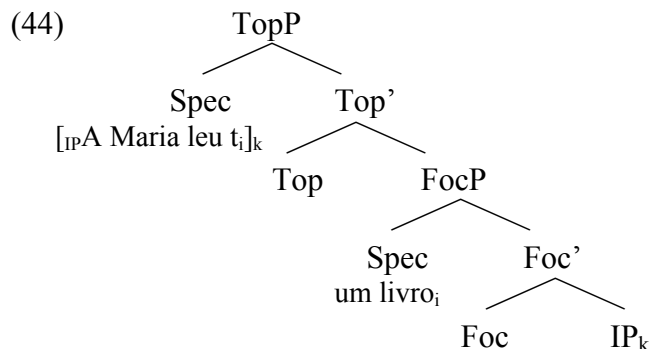 (44) TopP
Spec Top’
[IPA Maria leu ti]k
Top FocP
Spec Foc’
um livroi
Foc IPk